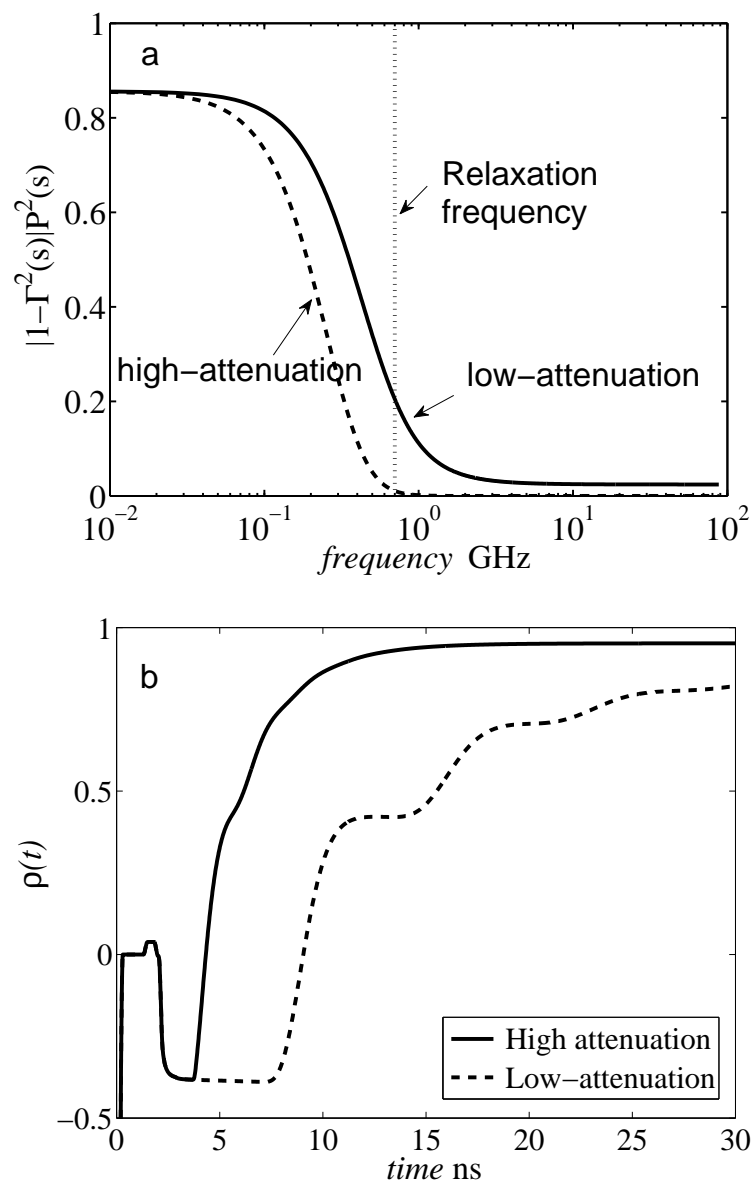 a
1
0.8
0.6
0.4
0.2
0
|1−Γ²(s)|P²(s)
Relaxation
frequency
high−attenuation
low−attenuation
10⁻² 10⁻¹ 10⁰ 10¹ 10²
frequency GHz
b
1
0.5
0
−0.5
ρ(t)
High attenuation
Low−attenuation
0 5 10 15 20 25 30
time ns